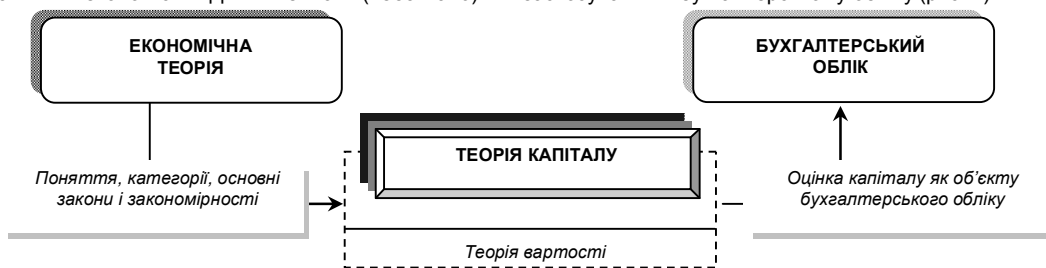 ЕКОНОМІЧНА
ТЕОРІЯ
БУХГАЛТЕРСЬКИЙ
ОБЛІК
ТЕОРІЯ КАПІТАЛУ
Поняття, категорії, основні
закони і закономірності
Оцінка капіталу як об’єкту
бухгалтерського обліку
Теорія вартості